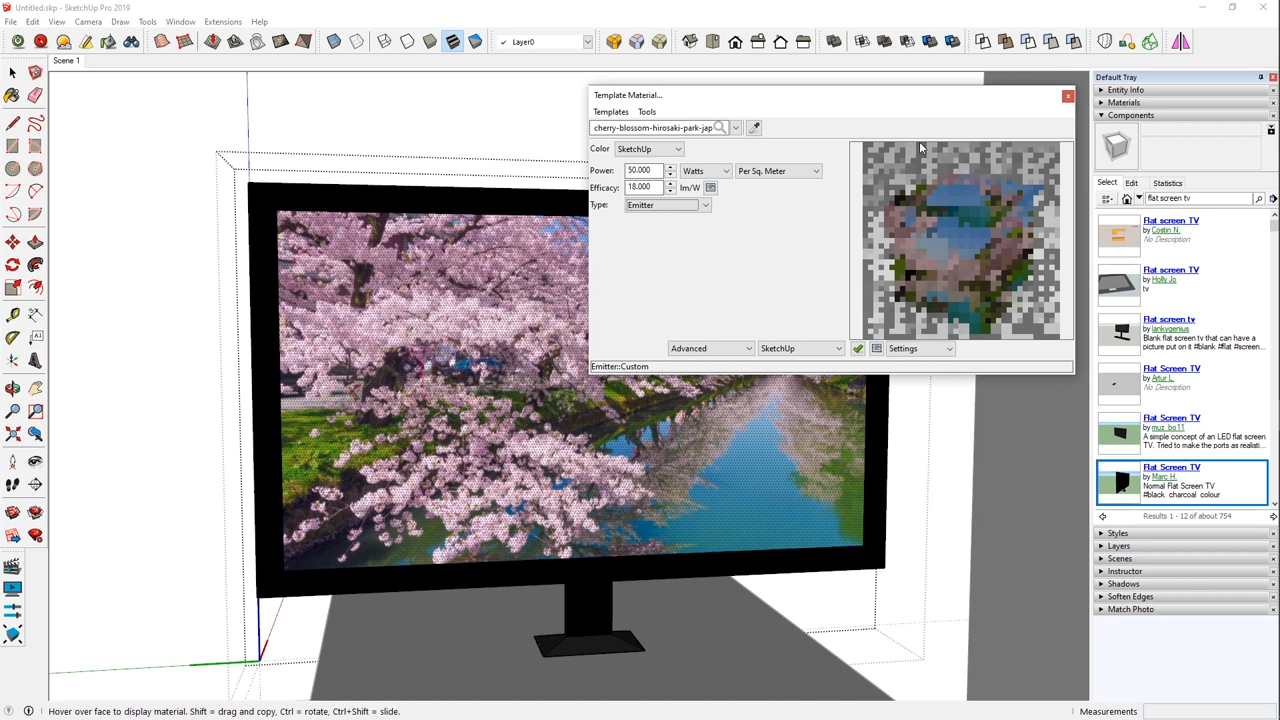 Untitled.skp - SketchUp Pro 2019
File Edit View Camera Draw Tools Window Extensions Help
Layer0
Scene 1
Default Tray
Entity Info
Materials
Components
Select Edit Statistics
flat screen tv
Flat screen TV
by Costin N.
No Description
Flat screen TV
by Holly Jo
tv
Flat screen tv
by lankygenius
Blank flat screen tv that can have a
picture put on it #blank #flat #screen...
Flat screen TV
by Artur L.
No Description
Flat Screen TV
by muz_bo11
A simple concept of an LED flat screen
TV. Tried to make the ports as realisti...
Flat Screen TV
by Marc H.
Normal Flat Screen TV
#black charcoal colour
Results 1 - 12 of about 754
Styles
Layers
Scenes
Instructor
Shadows
Soften Edges
Match Photo
Template Material...
Templates Tools
cherry-blossom-hirosaki-park-jap
Color SketchUp
Power: 50.000 Watts Per Sq. Meter
Efficacy: 18.000 lm/W
Type: Emitter
Advanced SketchUp Settings
Emitter::Custom
Hover over face to display material. Shift = drag and copy, Ctrl = rotate, Ctrl+Shift = slide.
Measurements